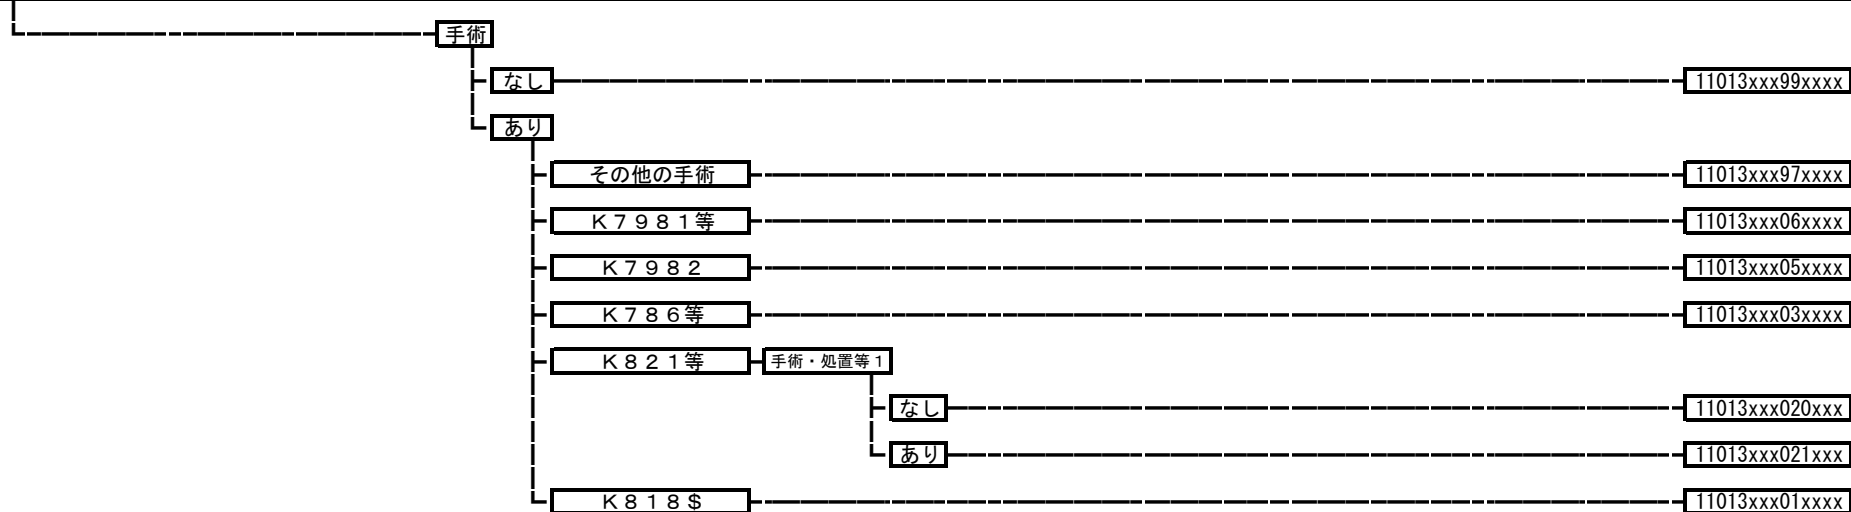 手術
なし 11013xxx99xxxx
あり
その他の手術 11013xxx97xxxx
Ｋ７９８１等 11013xxx06xxxx
Ｋ７９８２ 11013xxx05xxxx
Ｋ７８６等 11013xxx03xxxx
Ｋ８２１等 手術・処置等１
なし 11013xxx020xxx
あり 11013xxx021xxx
Ｋ８１８＄ 11013xxx01xxxx